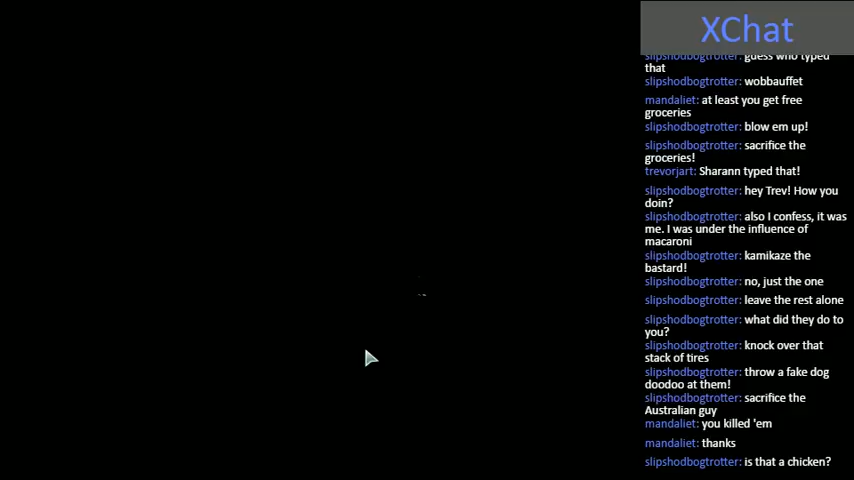 XChat
slipshodbogtrotter: guess who typed
that
slipshodbogtrotter: wobbauffet
mandaliet: at least you get free
groceries
slipshodbogtrotter: blow em up!
slipshodbogtrotter: sacrifice the
groceries!
trevorjart: Sharann typed that!
slipshodbogtrotter: hey Trev! How you
doin?
slipshodbogtrotter: also I confess, it was
me. I was under the influence of
macaroni
slipshodbogtrotter: kamikaze the
bastard!
slipshodbogtrotter: no, just the one
slipshodbogtrotter: leave the rest alone
slipshodbogtrotter: what did they do to
you?
slipshodbogtrotter: knock over that
stack of tires
slipshodbogtrotter: throw a fake dog
doodoo at them!
slipshodbogtrotter: sacrifice the
Australian guy
mandaliet: you killed 'em
mandaliet: thanks
slipshodbogtrotter: is that a chicken?